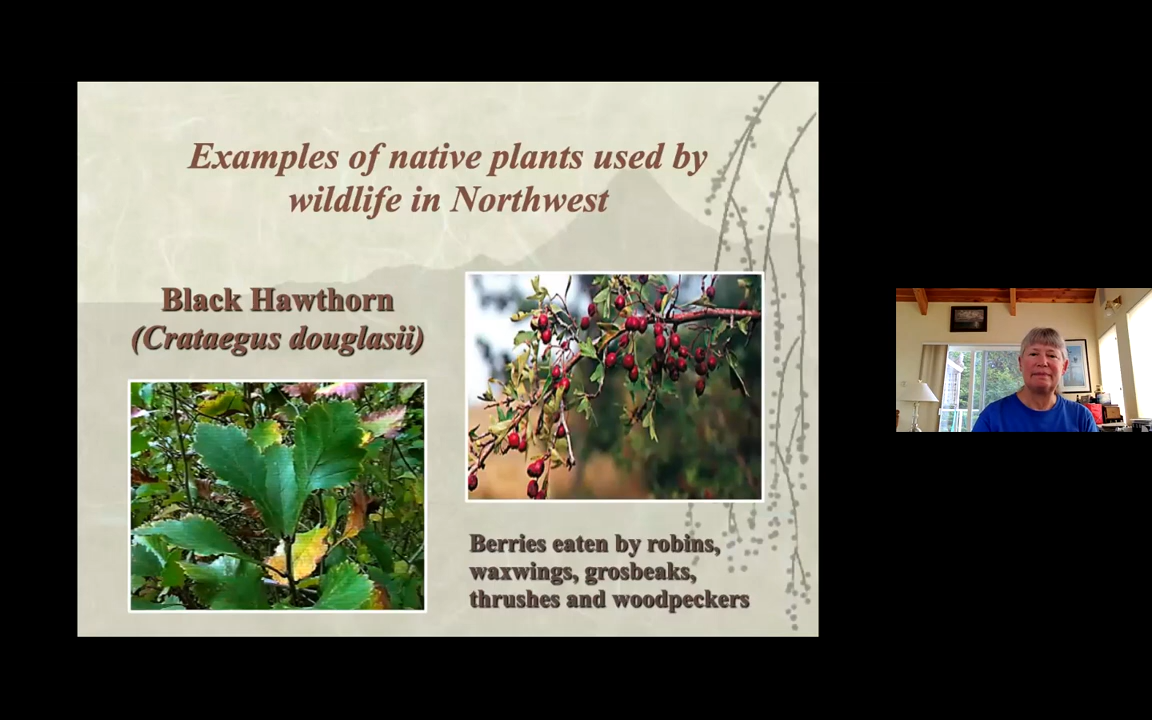 Examples of native plants used by
wildlife in Northwest
Black Hawthorn
(Crataegus douglasii)
Berries eaten by robins,
waxwings, grosbeaks,
thrushes and woodpeckers